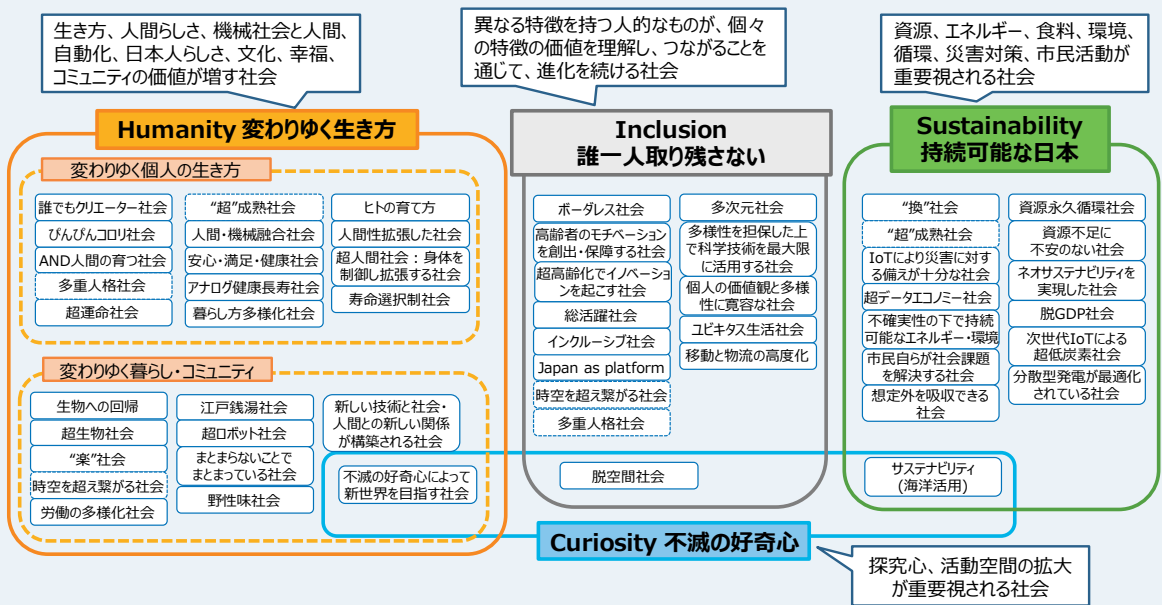 生き方、人間らしさ、機械社会と人間、
自動化、日本人らしさ、文化、幸福、
コミュニティの価値が増す社会
異なる特徴を持つ人的なものが、個々
の特徴の価値を理解し、つながることを
通じて、進化を続ける社会
資源、エネルギー、食料、環境、
循環、災害対策、市民活動が
重要視される社会
Humanity 変わりゆく生き方
変わりゆく個人の生き方
誰でもクリエーター社会
ぴんぴんコロリ社会
AND人間の育つ社会
多重人格社会
超運命社会
“超”成熟社会
人間・機械融合社会
安心・満足・健康社会
アナログ健康長寿社会
暮らし方多様化社会
ヒトの育て方
人間性拡張した社会
超人間社会：身体を
制御し拡張する社会
寿命選択制社会
変わりゆく暮らし・コミュニティ
生物への回帰
超生物社会
“楽”社会
時空を超え繋がる社会
労働の多様化社会
江戸銭湯社会
超ロボット社会
まとまらないことで
まとまっている社会
野性味社会
新しい技術と社会・
人間との新しい関係
が構築される社会
不滅の好奇心によって
新世界を目指す社会
Inclusion
誰一人取り残さない
ボーダレス社会
高齢者のモチベーション
を創出・保障する社会
超高齢化でイノベーショ
ンを起こす社会
総活躍社会
インクルーシブ社会
Japan as platform
時空を超え繋がる社会
多重人格社会
多次元社会
多様性を担保した上
で科学技術を最大限
に活用する社会
個人の価値観と多様
性に寛容な社会
ユビキタス生活社会
移動と物流の高度化
脱空間社会
Sustainability
持続可能な日本
“換”社会
“超”成熟社会
IoTにより災害に対す
る備えが十分な社会
超データエコノミー社会
不確実性の下で持続
可能なエネルギー・環境
市民自らが社会課題
を解決する社会
想定外を吸収できる
社会
資源永久循環社会
資源不足に
不安のない社会
ネオサステナビリティを
実現した社会
脱GDP社会
次世代IoTによる
超低炭素社会
分散型発電が最適化
されている社会
サステナビリティ
(海洋活用)
Curiosity 不滅の好奇心
探究心、活動空間の拡大
が重要視される社会